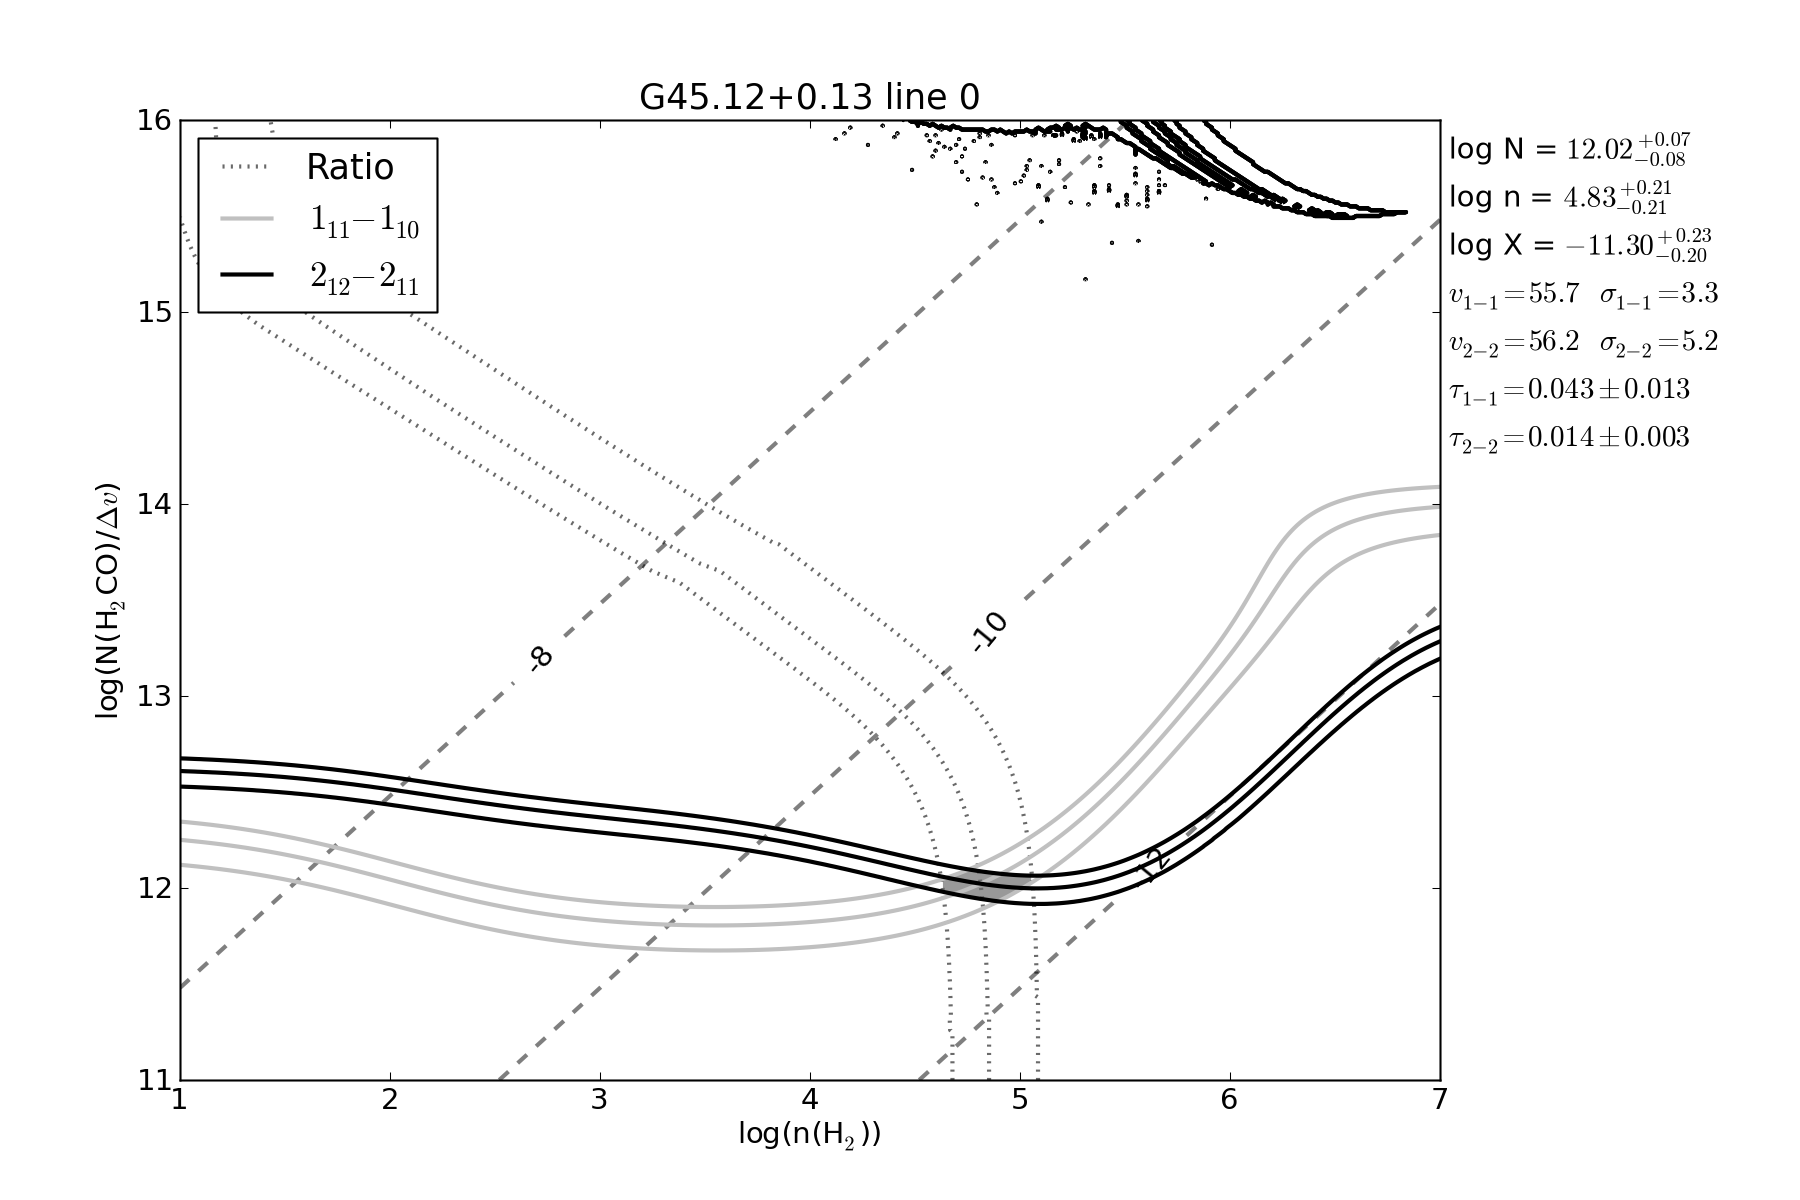 G45.12+0.13 line 0
16
15
14
13
12
11
log(N(H₂CO)/Δv)
Ratio
1₁₁−1₁₀
2₁₂−2₁₁
-8
-10
-12
1
2
3
4
5
6
7
log(n(H₂))
log N = 12.02 +0.07 −0.08
log n = 4.83 +0.21 −0.21
log X = −11.30 +0.23 −0.20
v₁₋₁=55.7 σ₁₋₁=3.3
v₂₋₂=56.2 σ₂₋₂=5.2
τ₁₋₁=0.043±0.013
τ₂₋₂=0.014±0.003